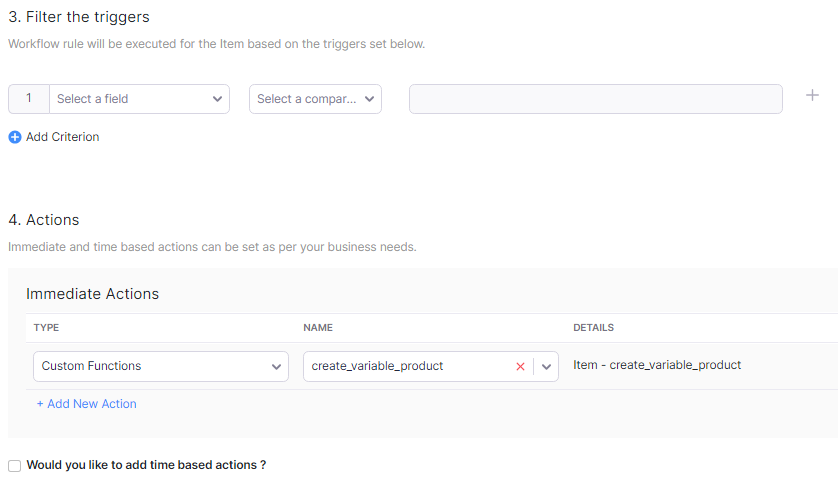 3. Filter the triggers
Workflow rule will be executed for the Item based on the triggers set below.
1 Select a field Select a compar...
Add Criterion
4. Actions
Immediate and time based actions can be set as per your business needs.
Immediate Actions
TYPE NAME DETAILS
Custom Functions create_variable_product Item - create_variable_product
+ Add New Action
Would you like to add time based actions ?